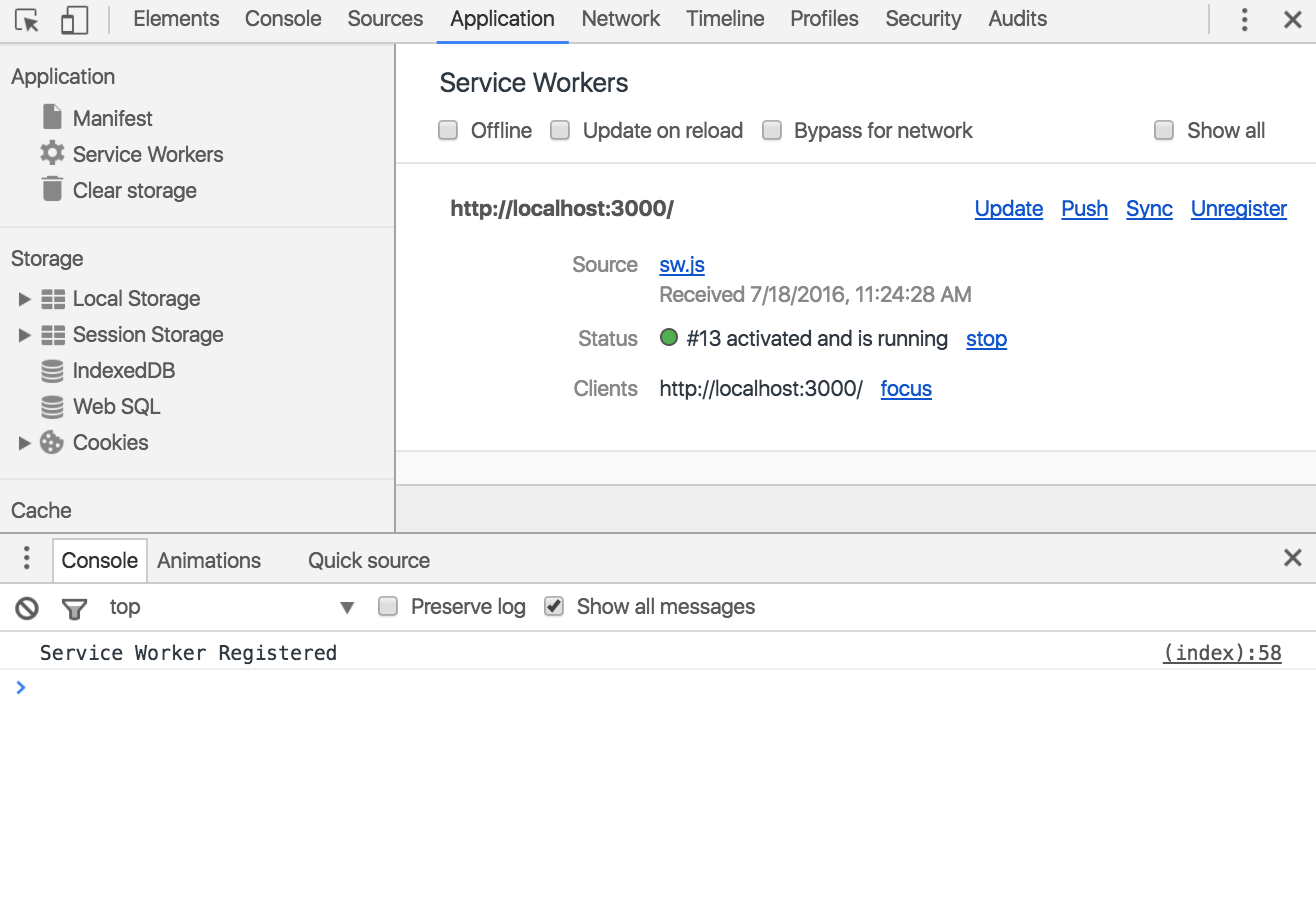 Elements Console Sources Application Network Timeline Profiles Security Audits
Application
Manifest
Service Workers
Clear storage
Storage
Local Storage
Session Storage
IndexedDB
Web SQL
Cookies
Cache
Service Workers
Offline Update on reload Bypass for network Show all
http://localhost:3000/ Update Push Sync Unregister
Source sw.js
Received 7/18/2016, 11:24:28 AM
Status #13 activated and is running stop
Clients http://localhost:3000/ focus
Console Animations Quick source
top Preserve log Show all messages
Service Worker Registered (index):58